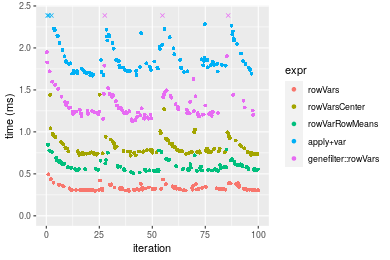 2.5
2.0
1.5
1.0
0.5
0.0
time (ms)
0
25
50
75
100
iteration
expr
rowVars
rowVarsCenter
rowVarRowMeans
apply+var
genefilter::rowVars